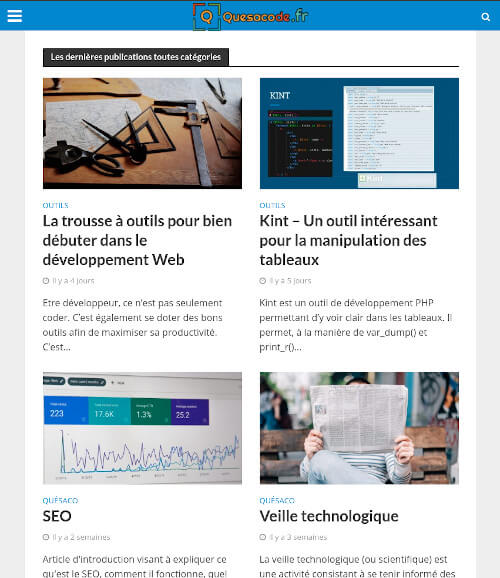 Quesacode.fr
Les dernières publications toutes catégories
KINT
Kint
OUTILS
La trousse à outils pour bien
débuter dans le
développement Web
Il y a 4 jours
Etre développeur, ce n'est pas seulement
coder. C'est également se doter des bons
outils afin de maximiser sa productivité.
C'est...
OUTILS
Kint – Un outil intéressant
pour la manipulation des
tableaux
Il y a 5 jours
Kint est un outil de développement PHP
permettant d'y voir clair dans les tableaux. Il
permet, à la manière de var_dump() et
print_r()...
223
17.6K
1.3%
25.2
QUÉSACO
SEO
Il y a 2 semaines
Article d'introduction visant à expliquer ce
qu'est le SEO, comment il fonctionne, quel
QUÉSACO
Veille technologique
Il y a 3 semaines
La veille technologique (ou scientifique) est
une activité consistant à se tenir informé des